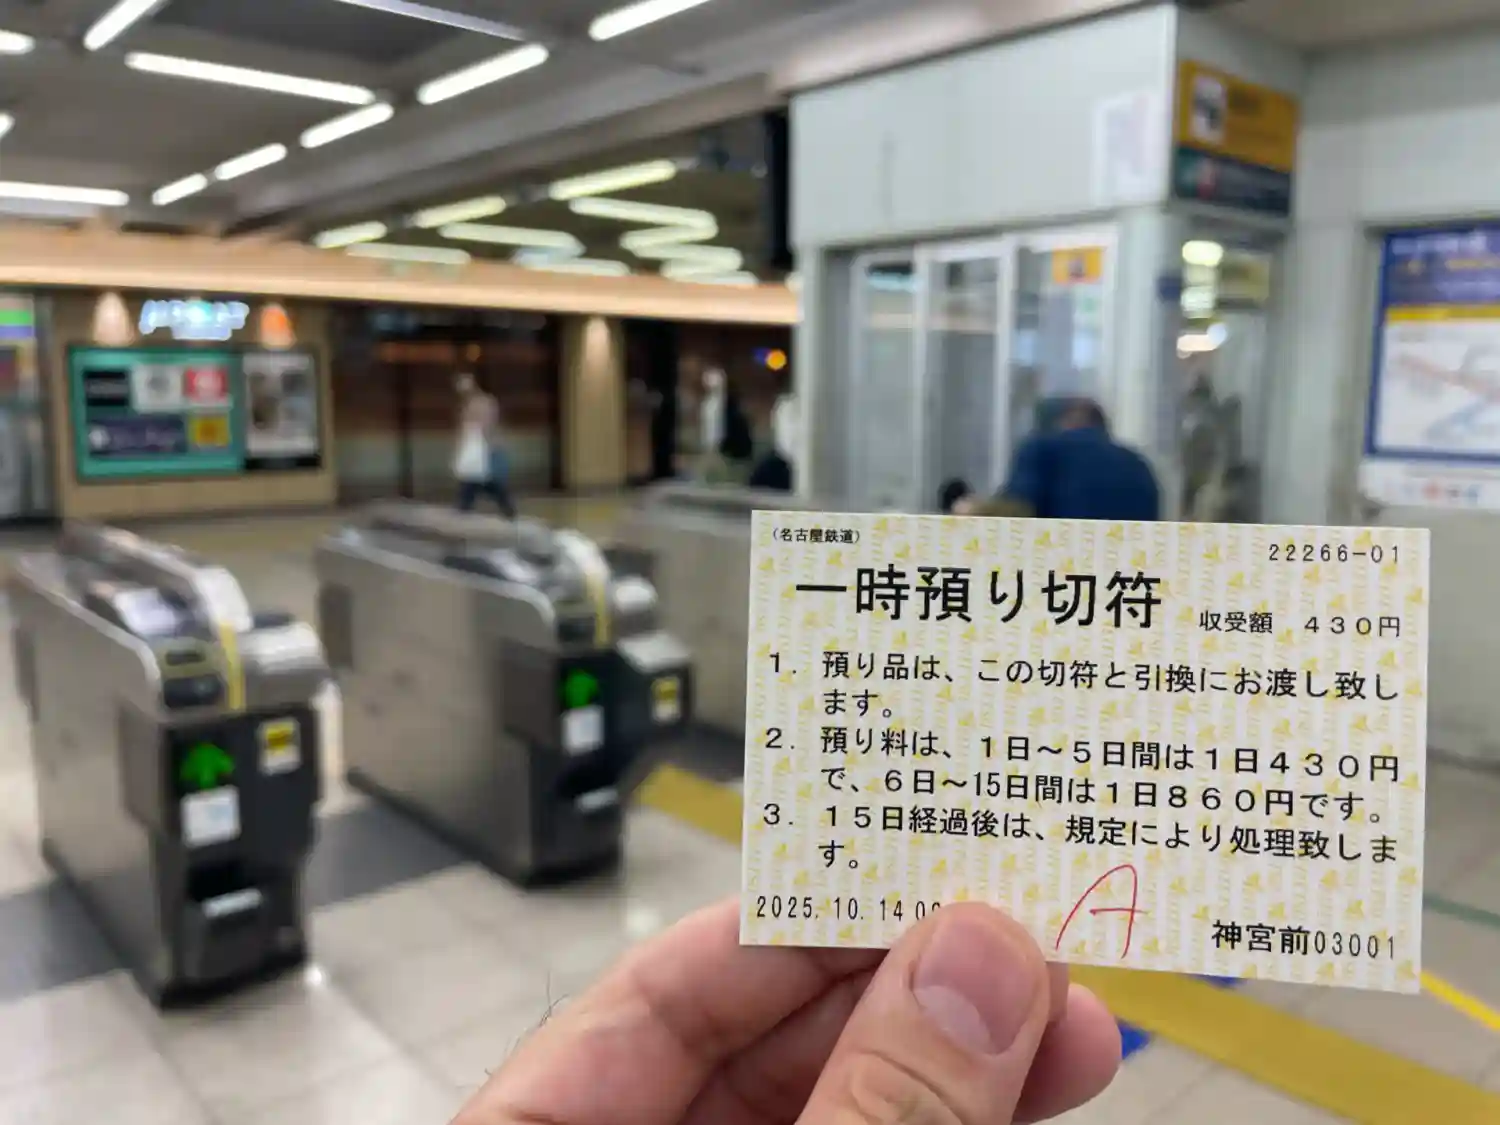 (名古屋鉄道)
22266-01
一時預り切符
収受額 430円
1. 預り品は、この切符と引換にお渡し致し
ます。
2. 預り料は、1日~5日間は1日430円
で、6日~15日間は1日860円です。
3. 15日経過後は、規定により処理致しま
す。
2025.10.14
A
神宮前03001